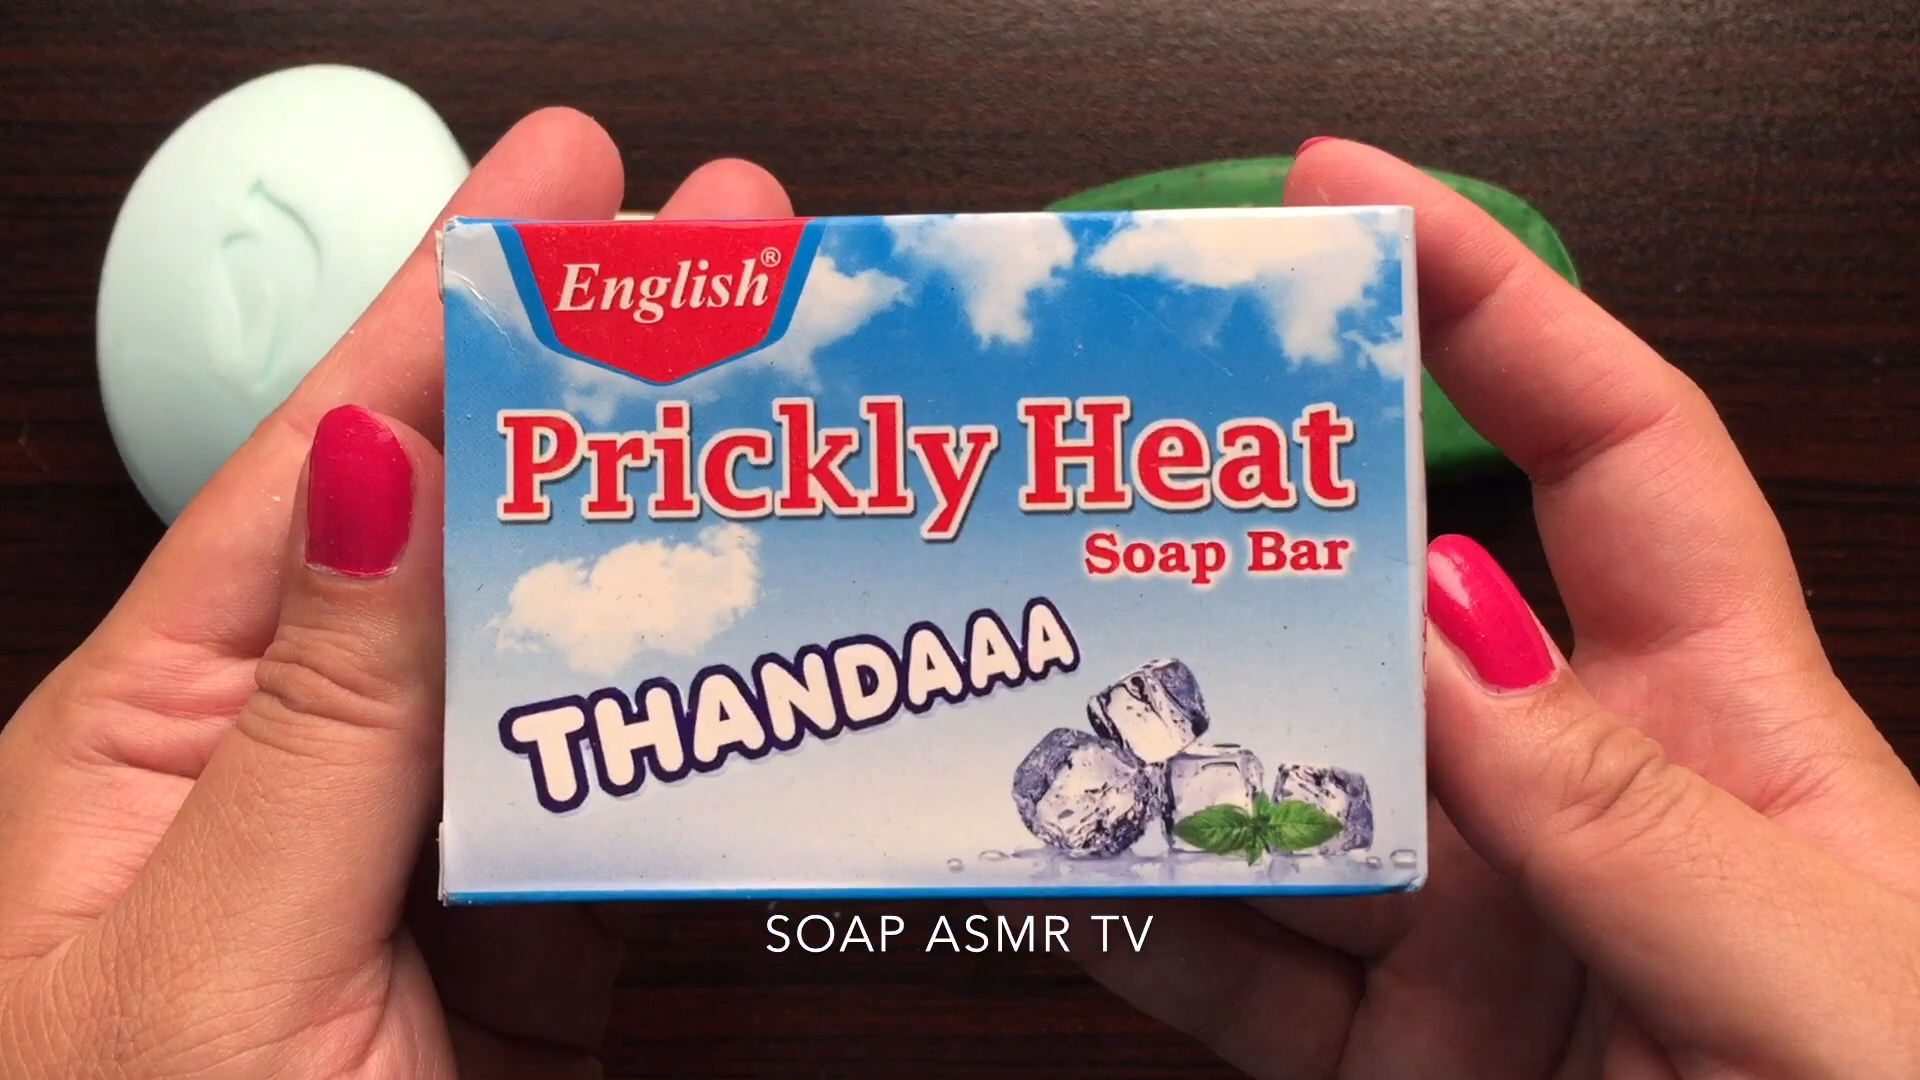 English®
Prickly Heat
Soap Bar
THANDAAA
SOAP ASMR TV